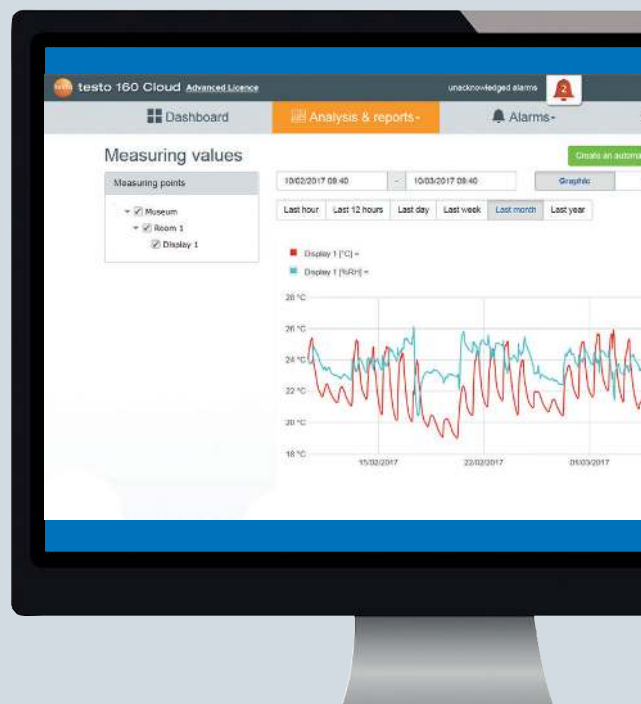 testo
testo 160 Cloud Advanced Licence
unacknowledged alarms
2
Dashboard
Analysis & reports
Alarms
Measuring values
Create an automa
Measuring points
Museum
Room 1
Display 1
10/02/2017 09:40 - 10/03/2017 09:40
Graphic
Last hour Last 12 hours Last day Last week Last month Last year
Display 1 [°C] =
Display 1 [%RH] =
28 °C
26 °C
24 °C
22 °C
20 °C
18 °C
15/02/2017 22/02/2017 01/03/2017